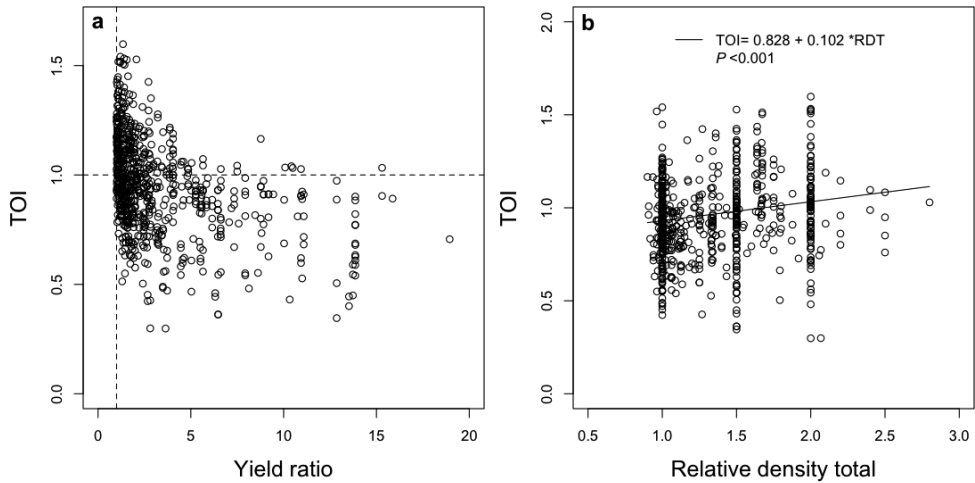 a
TOI
0.0
0.5
1.0
1.5
0 5 10 15 20
Yield ratio
b
TOI= 0.828 + 0.102 *RDT
P <0.001
TOI
0.0
0.5
1.0
1.5
2.0
0.5 1.0 1.5 2.0 2.5 3.0
Relative density total